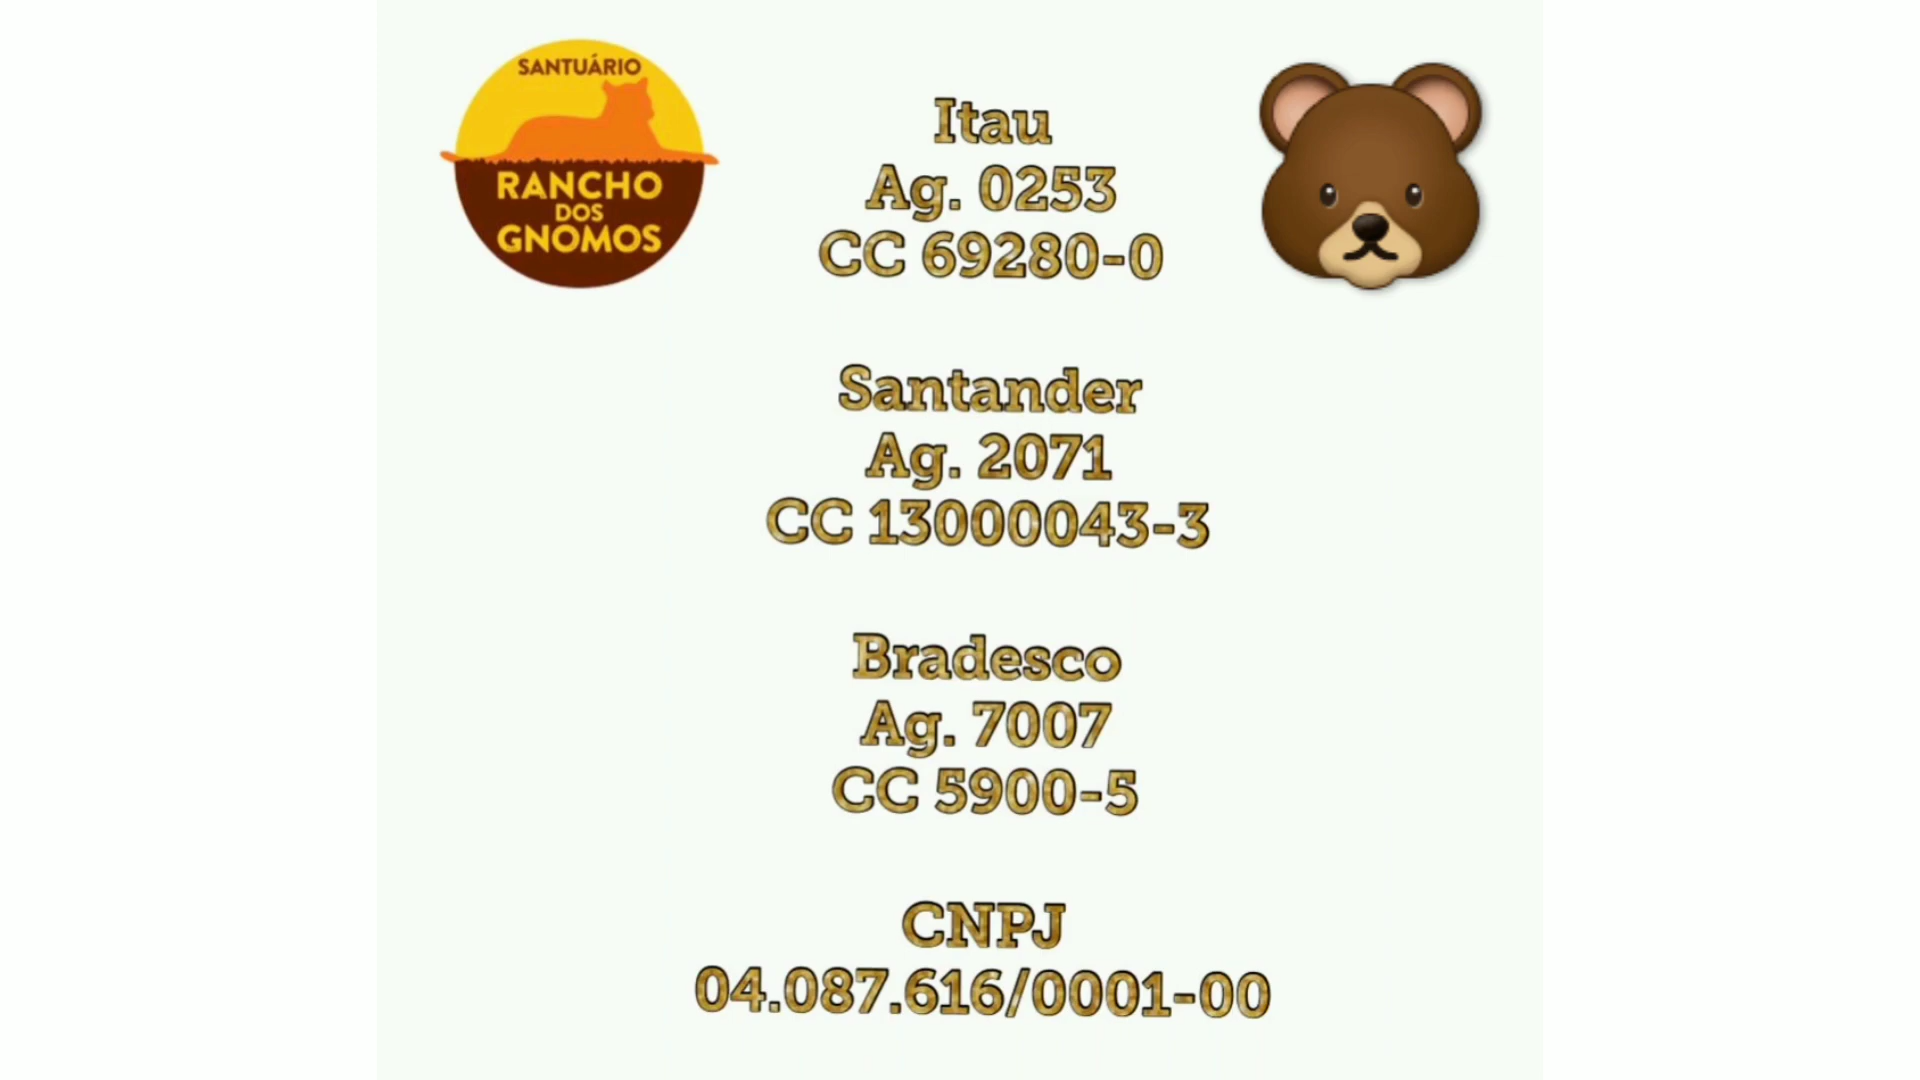 SANTUÁRIO
RANCHO
DOS
GNOMOS
Itau
Ag. 0253
CC 69280-0
Santander
Ag. 2071
CC 13000043-3
Bradesco
Ag. 7007
CC 5900-5
CNPJ
04.087.616/0001-00